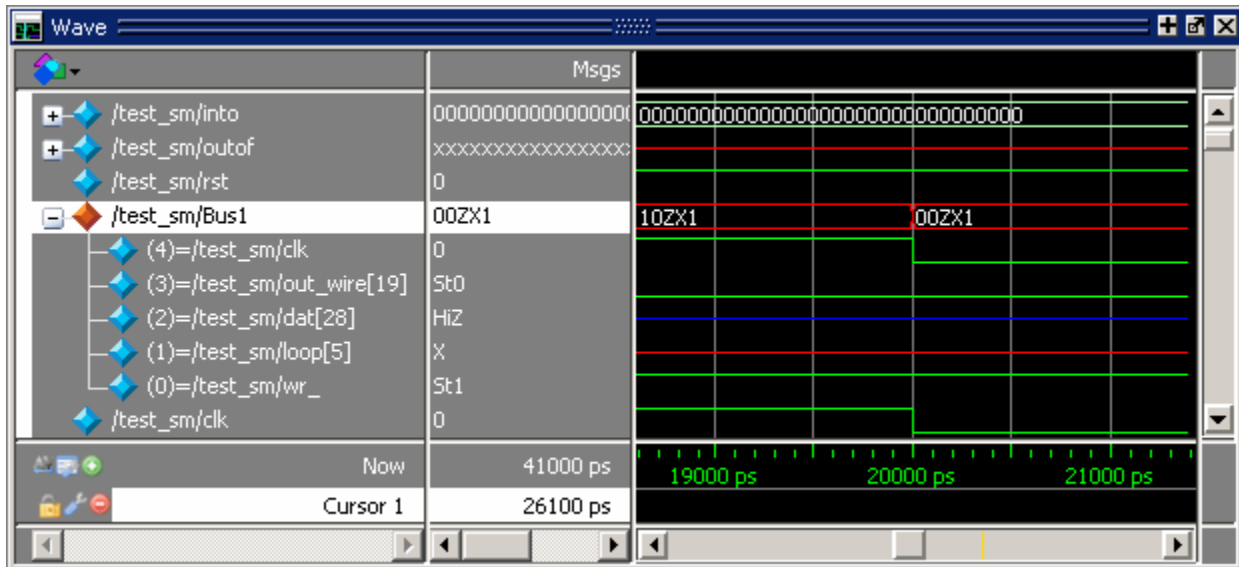 Wave
Msgs
/test_sm/into 0000000000000000 00000000000000000000000000000000
/test_sm/outof xxxxxxxxxxxxxxxx
/test_sm/rst 0
/test_sm/Bus1 00ZX1 10ZX1 00ZX1
(4)=/test_sm/clk 0
(3)=/test_sm/out_wire[19] St0
(2)=/test_sm/dat[28] HiZ
(1)=/test_sm/loop[5] X
(0)=/test_sm/wr_ St1
/test_sm/clk 0
Now 41000 ps 19000 ps 20000 ps 21000 ps
Cursor 1 26100 ps